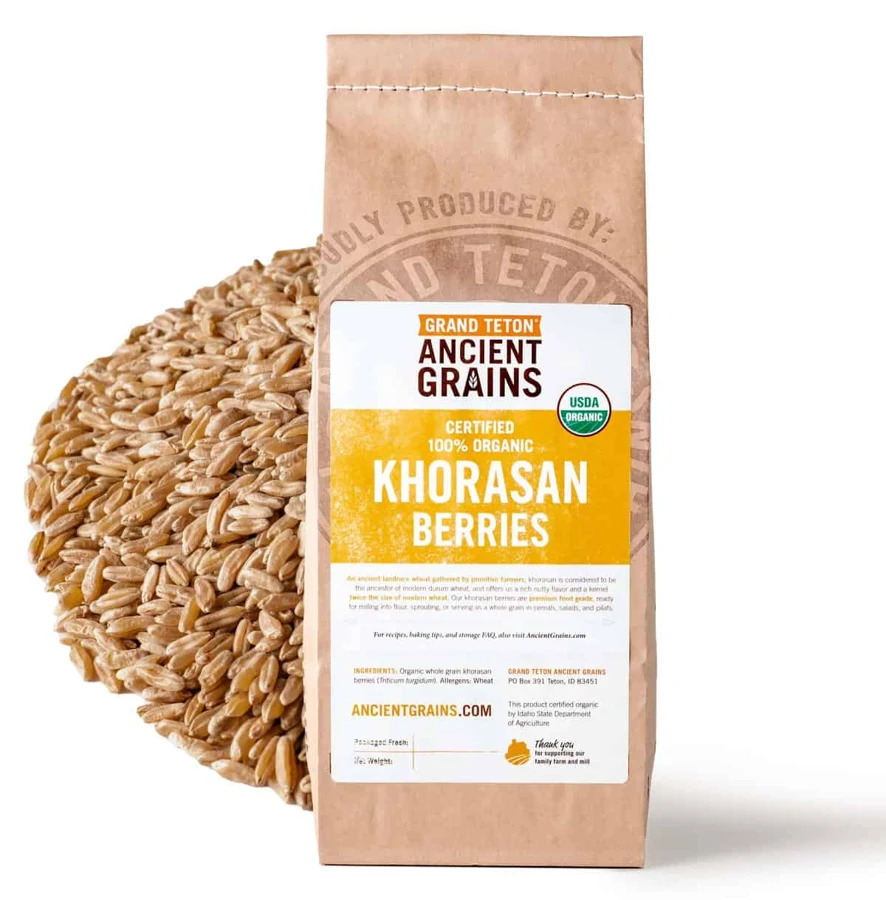 UDLY PRODUCED BY:
ND TETO
GRAND TETON®
ANCIENT
GRAINS
USDA
ORGANIC
CERTIFIED
100% ORGANIC
KHORASAN
BERRIES
An ancient landrace wheat gathered by primitive farmers, khorasan is considered to be
the ancestor of modern durum wheat, and offers us a rich nutty flavor and a kernel
twice the size of modern wheat. Our khorasan berries are premium food grade, ready
for milling into flour, sprouting, or serving as a whole grain in cereals, salads, and pilafs.
For recipes, baking tips, and storage FAQ, also visit AncientGrains.com
INGREDIENTS: Organic whole grain khorasan
berries (Triticum turgidum). Allergens: Wheat
ANCIENTGRAINS.COM
Packaged Fresh:
Net Weight:
GRAND TETON ANCIENT GRAINS
PO Box 391 Teton, ID 83451
This product certified organic
by Idaho State Department
of Agriculture
Thank you
for supporting our
family farm and mill